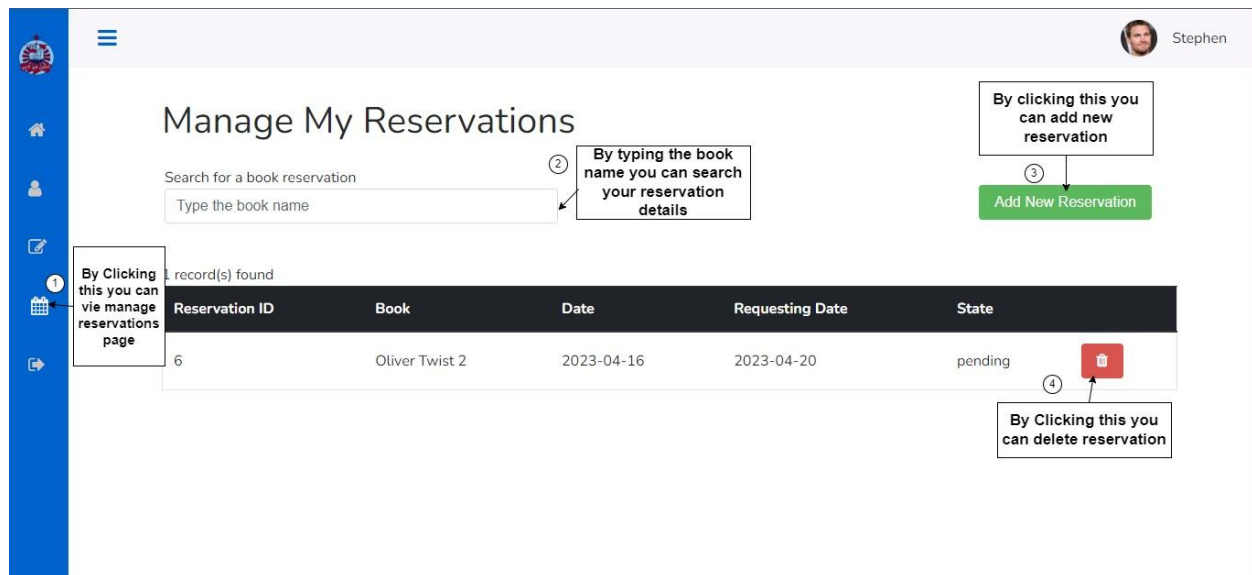 Stephen
Manage My Reservations
By clicking this you
can add new
reservation
2
By typing the book
name you can search
your reservation
details
3
Search for a book reservation
Type the book name
Add New Reservation
1
By Clicking
this you can
vie manage
reservations
page
1 record(s) found
Reservation ID Book Date Requesting Date State
6 Oliver Twist 2 2023-04-16 2023-04-20 pending
4
By Clicking this you
can delete reservation